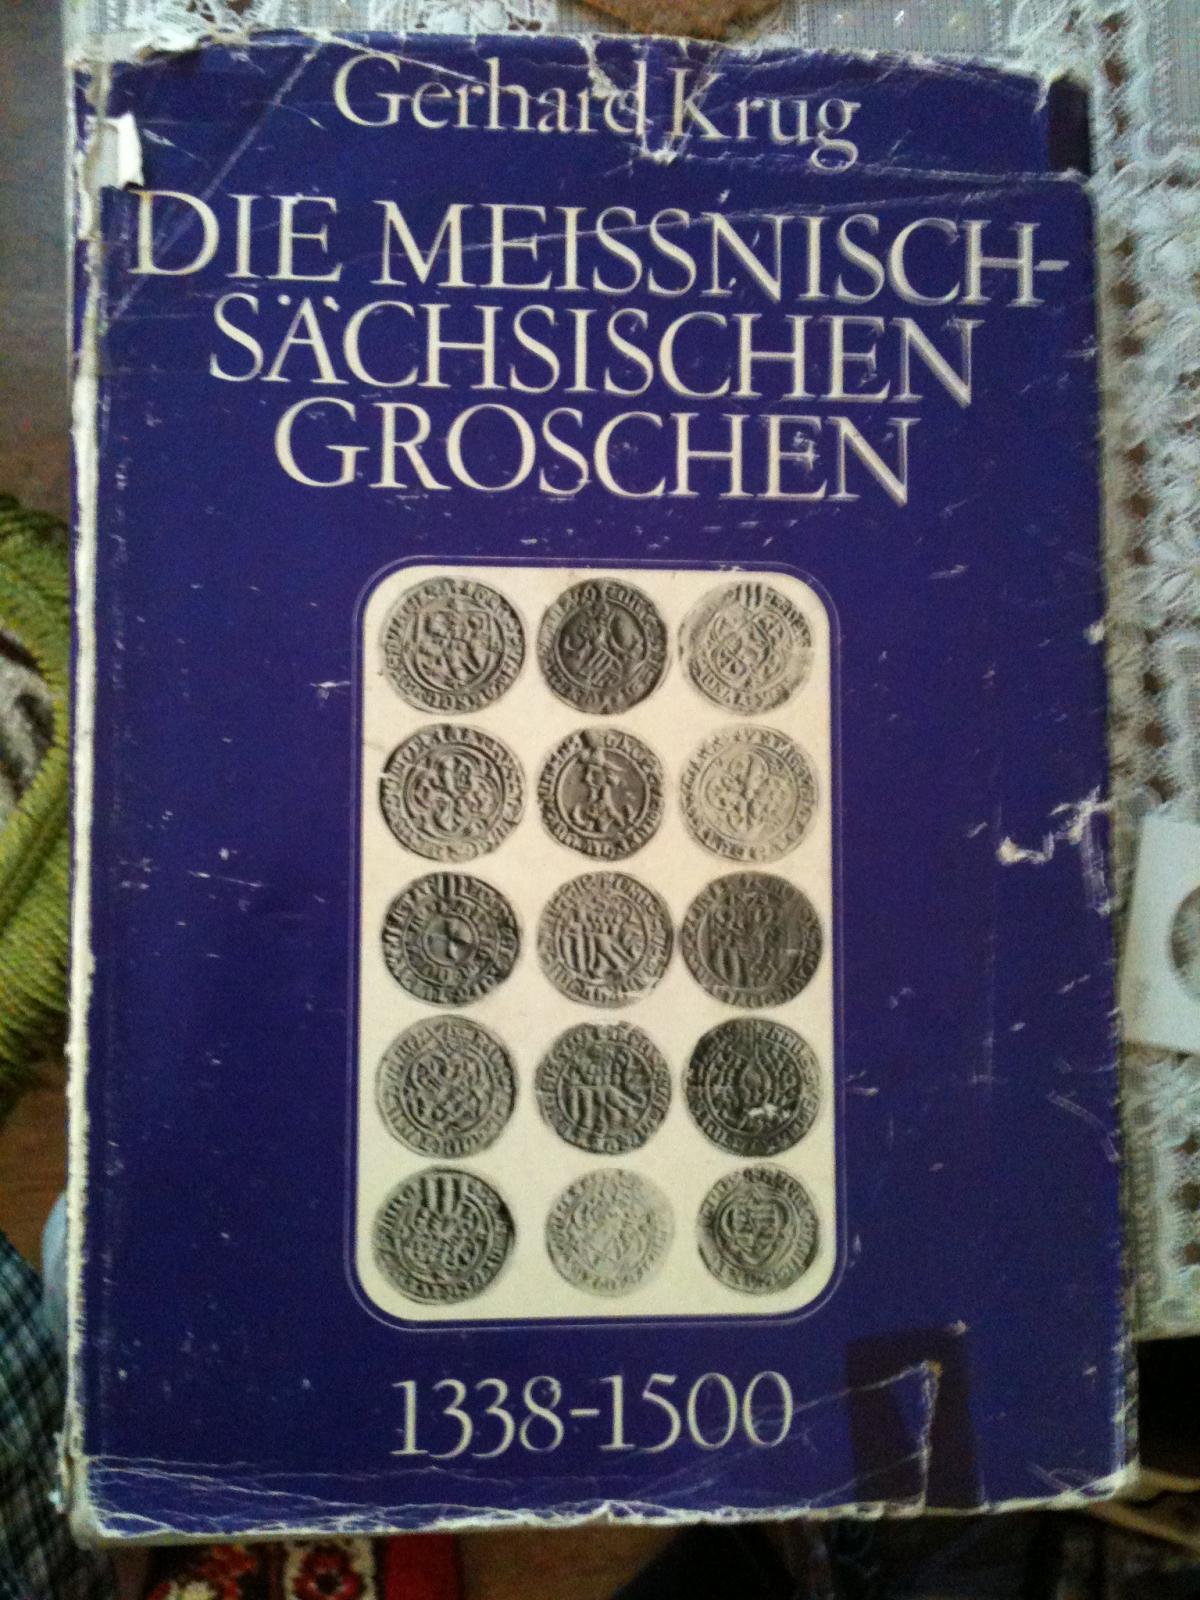 Gerhard Krug
DIE MEISSNISCH-
SÄCHSISCHEN
GROSCHEN
1338-1500